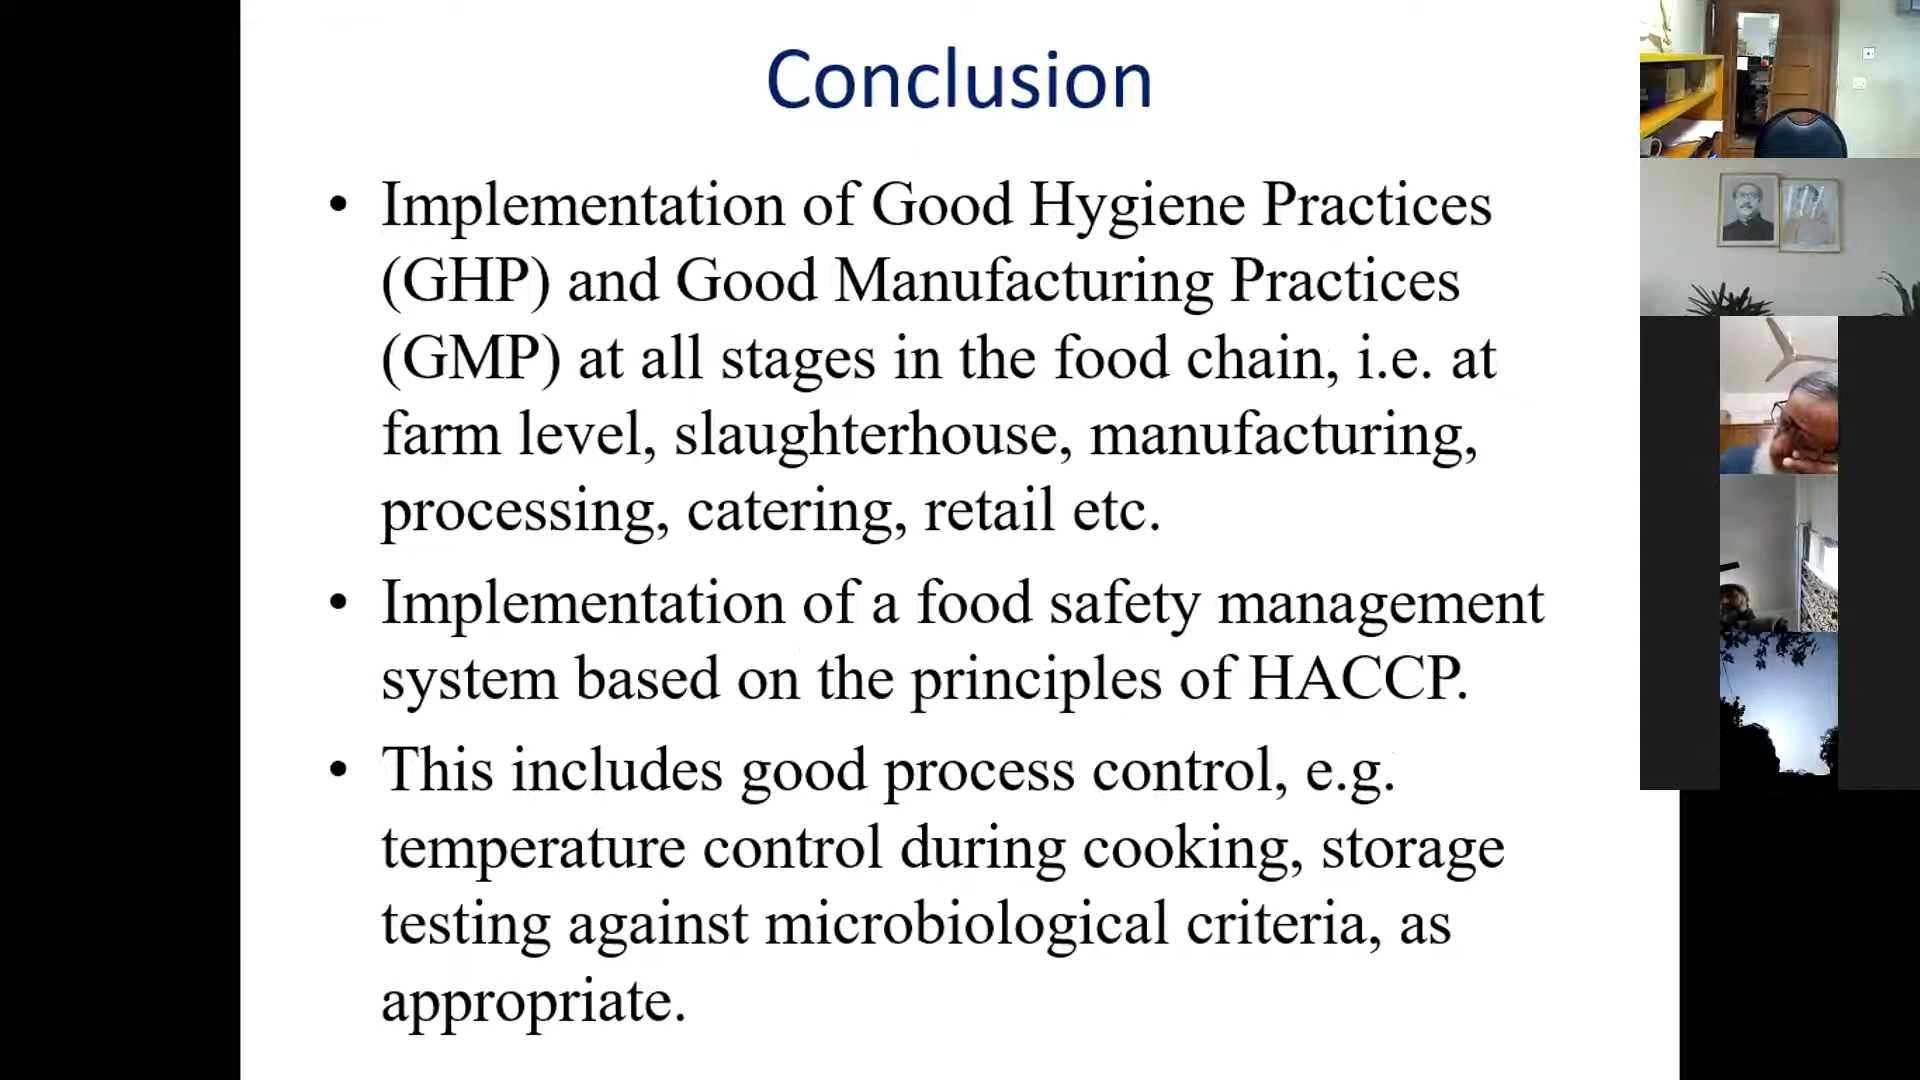 Conclusion
• Implementation of Good Hygiene Practices
(GHP) and Good Manufacturing Practices
(GMP) at all stages in the food chain, i.e. at
farm level, slaughterhouse, manufacturing,
processing, catering, retail etc.
• Implementation of a food safety management
system based on the principles of HACCP.
• This includes good process control, e.g.
temperature control during cooking, storage
testing against microbiological criteria, as
appropriate.